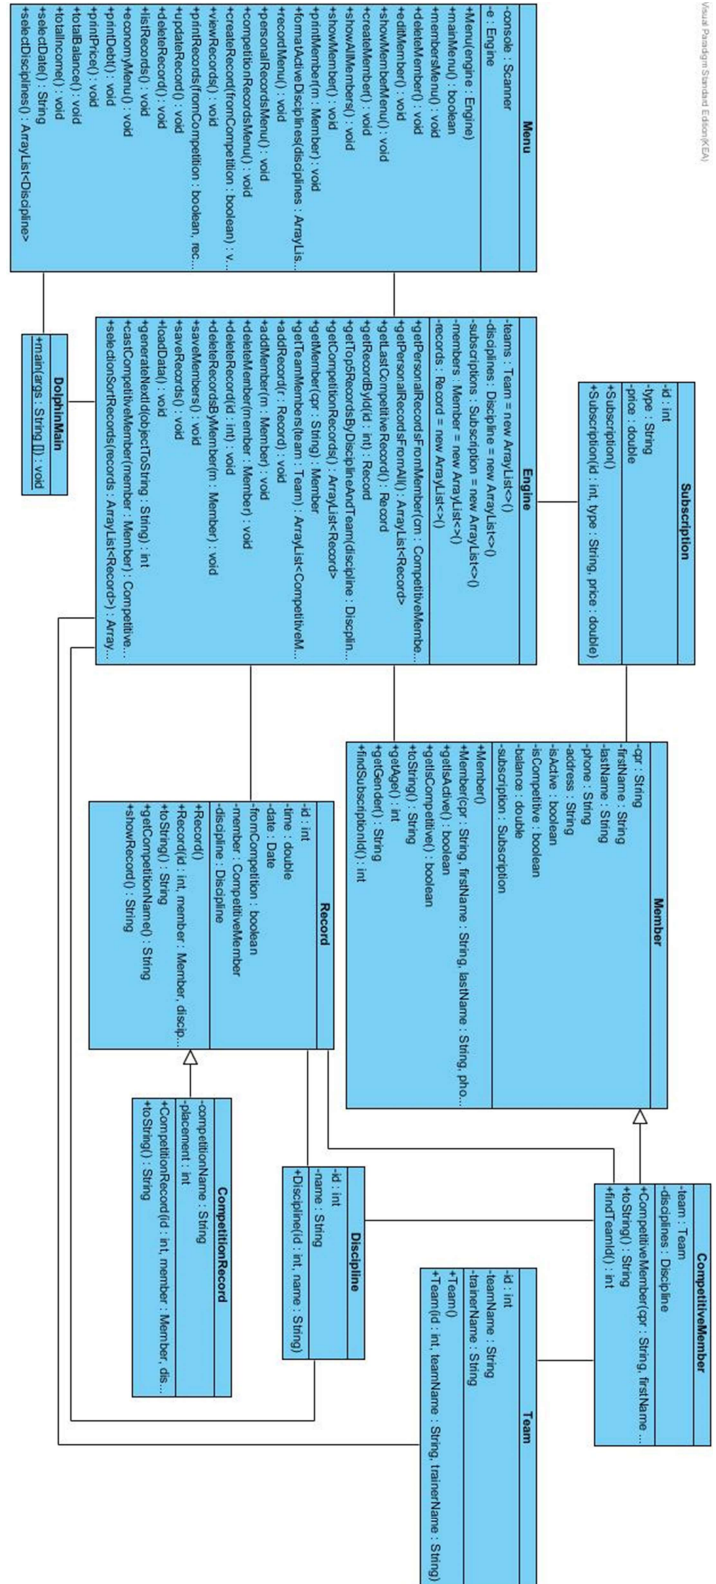 Visual Paradigm Standard Edition(KEA)
Menu
-console : Scanner
-e : Engine
+Menu(engine : Engine)
+mainMenu() : boolean
+membersMenu() : void
+deleteMember() : void
+editMember() : void
+showMemberMenu() : void
+createMember() : void
+showAllMembers() : void
+showMember() : void
+printMember(m : Member) : void
+formatActiveDisciplines(disciplines : ArrayLis...
+recordMenu() : void
+personalRecordsMenu() : void
+competitionRecordsMenu() : void
+createRecord(fromCompetition : boolean) : v...
+viewRecords() : void
+printRecords(fromCompetition : boolean, rec...
+updateRecord() : void
+deleteRecord() : void
+listRecords() : void
+economyMenu() : void
+printDebt() : void
+printPrice() : void
+totalBalance() : void
+totalIncome() : void
+selectDate() : String
+selectDisciplines() : ArrayList<Discipline>
DolphinMain
+main(args : String []) : void
Subscription
-id : int
-type : String
-price : double
+Subscription()
+Subscription(id : int, type : String, price : double)
Engine
-teams : Team = new ArrayList<>()
-disciplines : Discipline = new ArrayList<>()
-subscriptions : Subscription = new ArrayList<>()
-members : Member = new ArrayList<>()
-records : Record = new ArrayList<>()
+getPersonalRecordsFromMember(cm : CompetitiveMembe...
+getPersonalRecordsFromAll() : ArrayList<Record>
+getLastCompetitiveRecord() : Record
+getRecordById(id : int) : Record
+getTop5RecordsByDisciplineAndTeam(discipline : Disciplin...
+getCompetitionRecords() : ArrayList<Record>
+getMember(cpr : String) : Member
+getTeamMembers(team : Team) : ArrayList<CompetitiveM...
+addRecord(r : Record) : void
+addMember(m : Member) : void
+deleteMember(member : Member) : void
+deleteRecord(id : int) : void
+deleteRecordsByMember(m : Member) : void
+saveMembers() : void
+saveRecords() : void
+loadData() : void
+generateNextId(objectToString : String) : int
+castCompetitiveMember(member : Member) : Competitive...
+selectionSortRecords(records : ArrayList<Record>) : Array...
Member
-cpr : String
-firstName : String
-lastName : String
-phone : String
-address : String
-isActive : boolean
-isCompetitive : boolean
-balance : double
-subscription : Subscription
+Member()
+Member(cpr : String, firstName : String, lastName : String, pho...
+getIsActive() : boolean
+getIsCompetitive() : boolean
+toString() : String
+getAge() : int
+getGender() : String
+findSubscriptionId() : int
Record
-id : int
-time : double
-date : Date
-fromCompetition : boolean
-member : CompetitiveMember
-discipline : Discipline
+Record()
+Record(id : int, member : Member, discip...
+toString() : String
+getCompetitionName() : String
+showRecord() : String
CompetitionRecord
-competitionName : String
-placement : int
+CompetitionRecord(id : int, member : Member, dis...
+toString() : String
CompetitiveMember
-team : Team
-disciplines : Discipline
+CompetitiveMember(cpr : String, firstName ...
+toString() : String
+findTeamId() : int
Discipline
-id : int
-name : String
+Discipline(id : int, name : String)
Team
-id : int
-teamName : String
-trainerName : String
+Team()
+Team(id : int, teamName : String, trainerName : String)